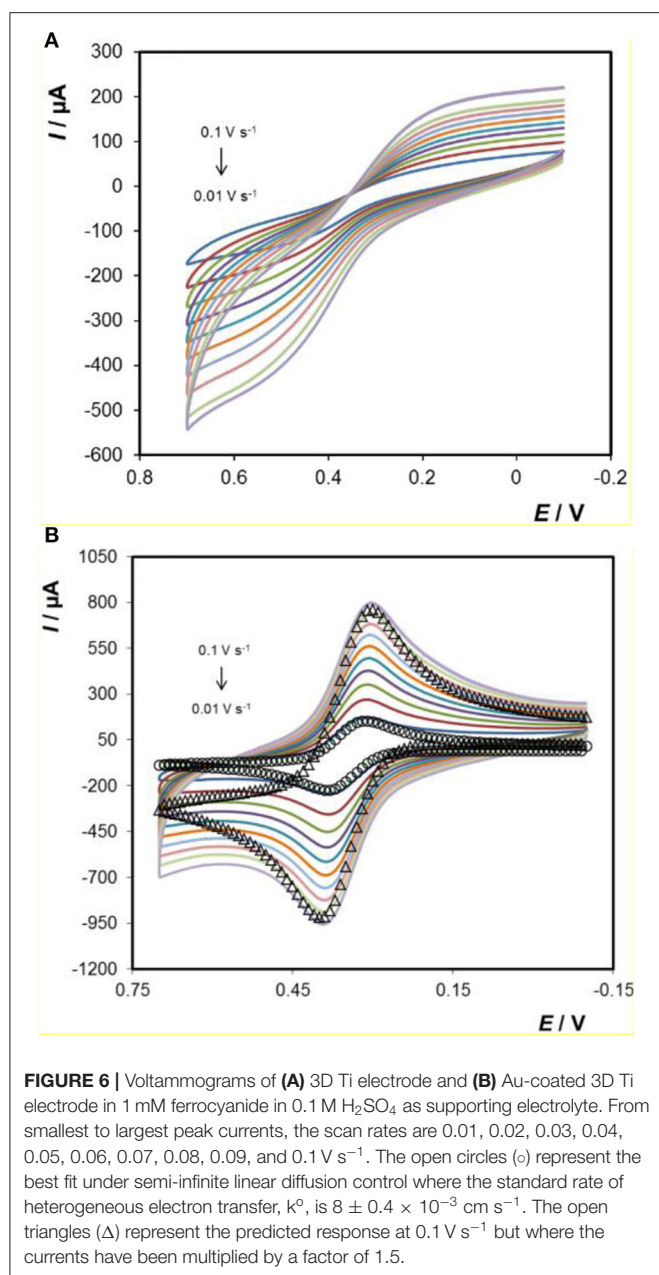 A
I / µA
300
200
100
0
-100
-200
-300
-400
-500
-600
0.1 V s⁻¹
0.01 V s⁻¹
0.8 0.6 0.4 0.2 0 -0.2
E / V
B
I / µA
1050
800
550
300
50
-200
-450
-700
-950
-1200
0.1 V s⁻¹
0.01 V s⁻¹
0.75 0.45 0.15 -0.15
E / V
FIGURE 6 | Voltammograms of (A) 3D Ti electrode and (B) Au-coated 3D Ti
electrode in 1 mM ferrocyanide in 0.1 M H₂SO₄ as supporting electrolyte. From
smallest to largest peak currents, the scan rates are 0.01, 0.02, 0.03, 0.04,
0.05, 0.06, 0.07, 0.08, 0.09, and 0.1 V s⁻¹. The open circles (○) represent the
best fit under semi-infinite linear diffusion control where the standard rate of
heterogeneous electron transfer, kᵒ, is 8 ± 0.4 × 10⁻³ cm s⁻¹. The open
triangles (Δ) represent the predicted response at 0.1 V s⁻¹ but where the
currents have been multiplied by a factor of 1.5.